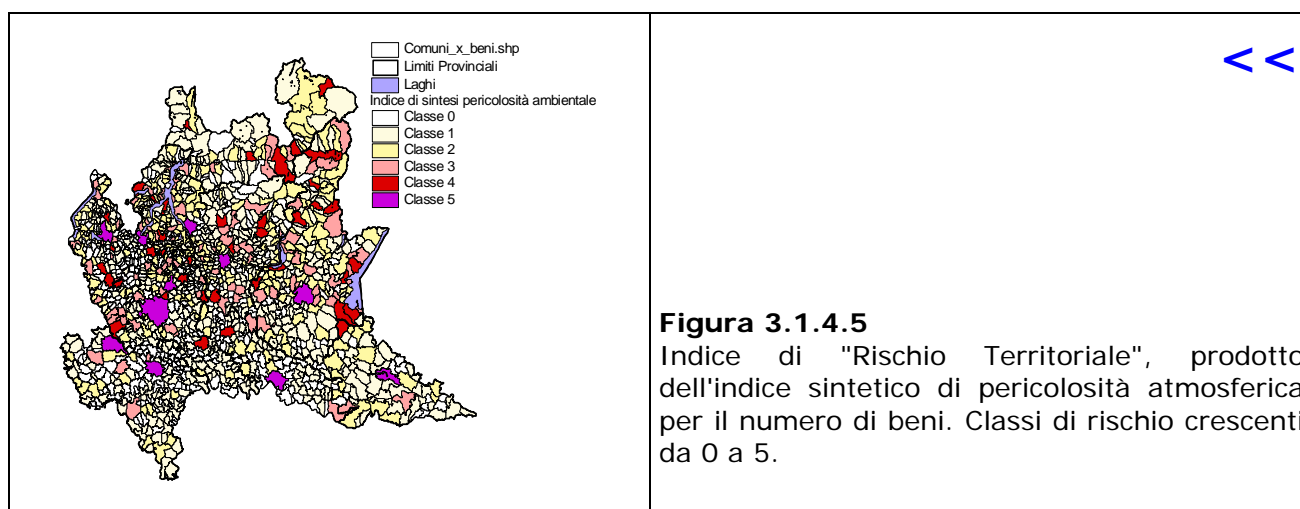 Comuni_x_beni.shp
Limiti Provinciali
Laghi
Indice di sintesi pericolosità ambientale
Classe 0
Classe 1
Classe 2
Classe 3
Classe 4
Classe 5
<<
Figura 3.1.4.5
Indice di "Rischio Territoriale", prodotto
dell'indice sintetico di pericolosità atmosferica
per il numero di beni. Classi di rischio crescenti
da 0 a 5.